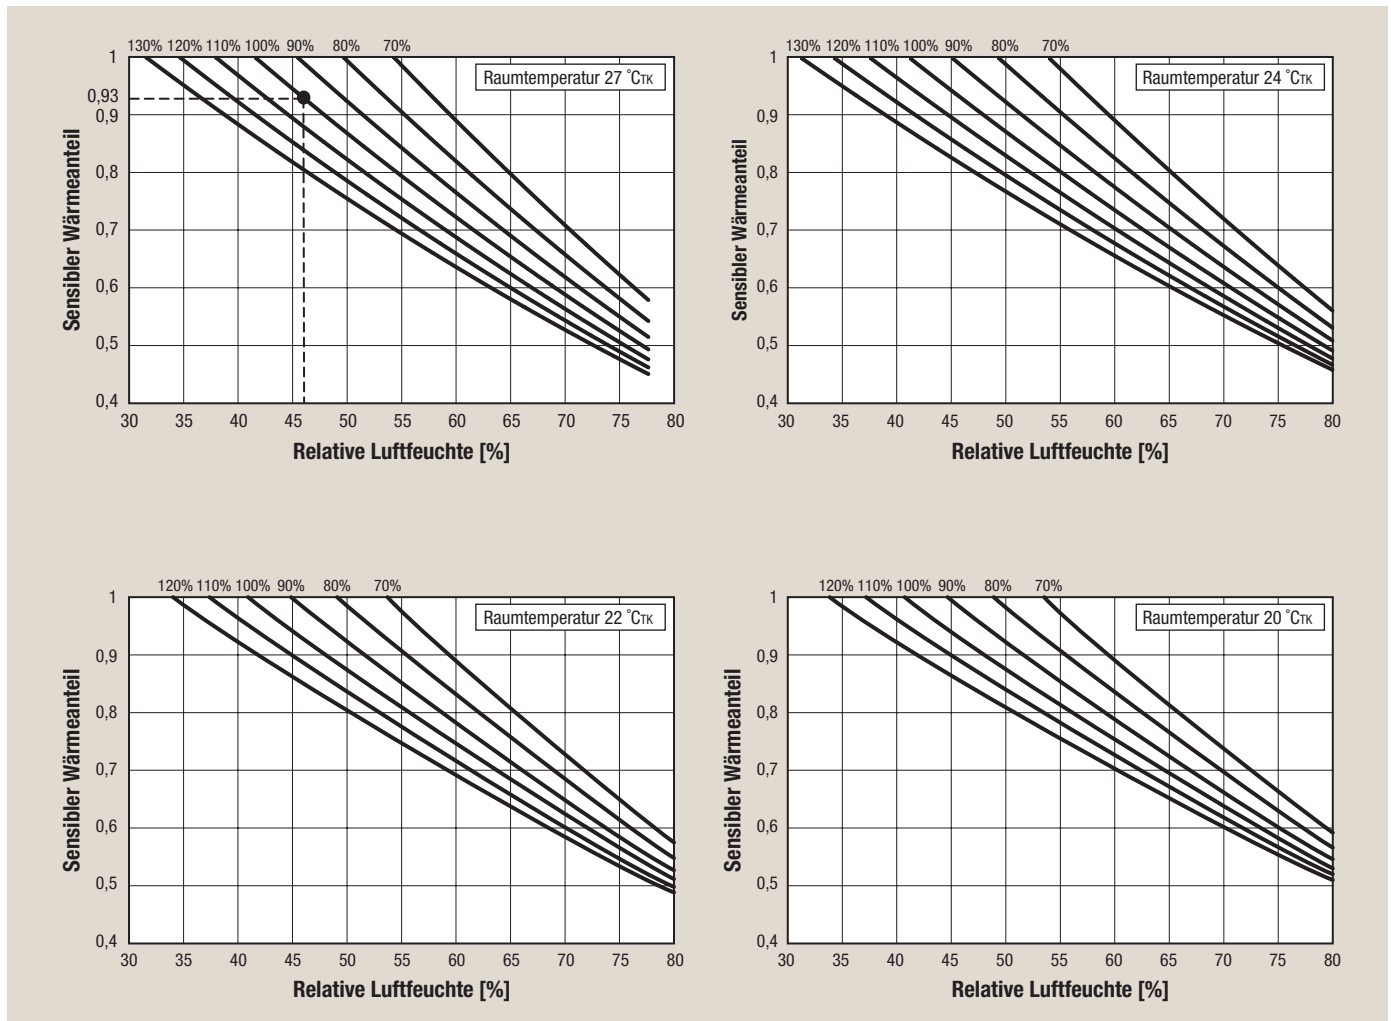 130% 120% 110% 100% 90% 80% 70%
Raumtemperatur 27 °CTK
1
0,93
0,9
0,8
0,7
0,6
0,5
0,4
Sensibler Wärmeanteil
30 35 40 45 50 55 60 65 70 75 80
Relative Luftfeuchte [%]
130% 120% 110% 100% 90% 80% 70%
Raumtemperatur 24 °CTK
1
0,9
0,8
0,7
0,6
0,5
0,4
Sensibler Wärmeanteil
30 35 40 45 50 55 60 65 70 75 80
Relative Luftfeuchte [%]
120% 110% 100% 90% 80% 70%
Raumtemperatur 22 °CTK
1
0,9
0,8
0,7
0,6
0,5
0,4
Sensibler Wärmeanteil
30 35 40 45 50 55 60 65 70 75 80
Relative Luftfeuchte [%]
120% 110% 100% 90% 80% 70%
Raumtemperatur 20 °CTK
1
0,9
0,8
0,7
0,6
0,5
0,4
Sensibler Wärmeanteil
30 35 40 45 50 55 60 65 70 75 80
Relative Luftfeuchte [%]